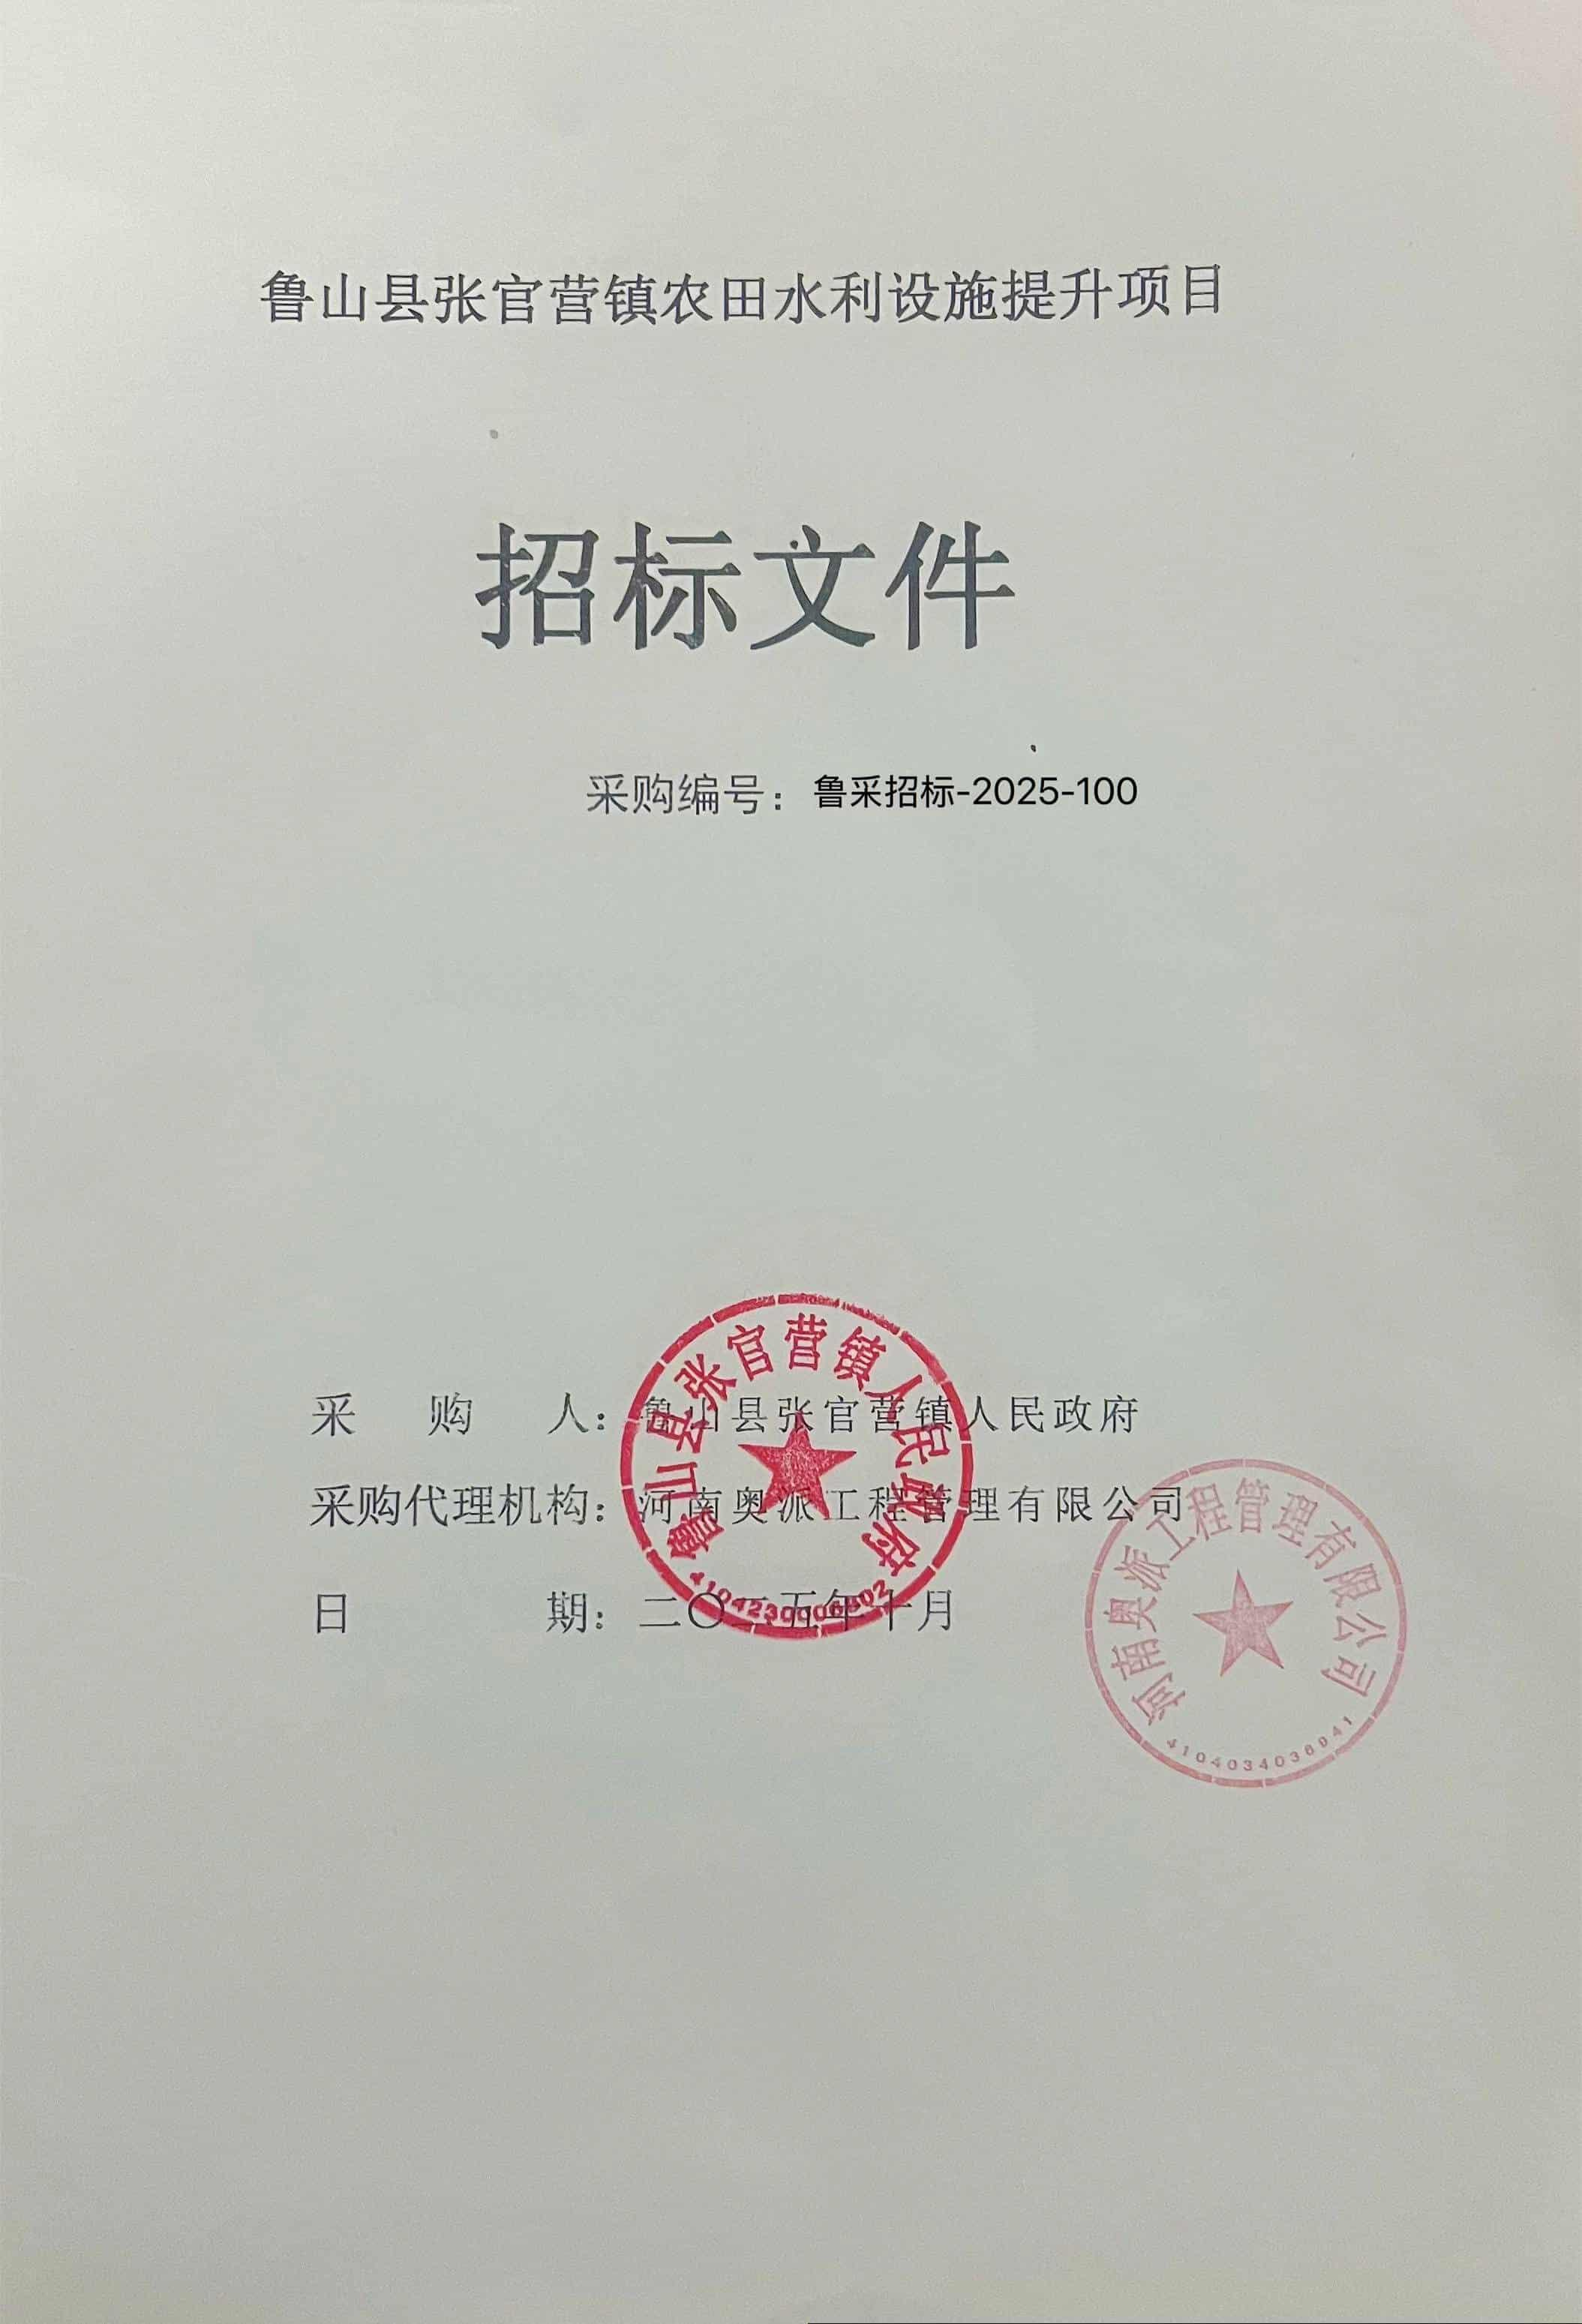 鲁山县张官营镇农田水利设施提升项目
招标文件
采购编号：鲁采招标-2025-100
采购人：鲁山县张官营镇人民政府
采购代理机构：河南奥派工程管理有限公司
日期：二〇二五年十月
鲁山县张官营镇人民政府
河南奥派工程管理有限公司